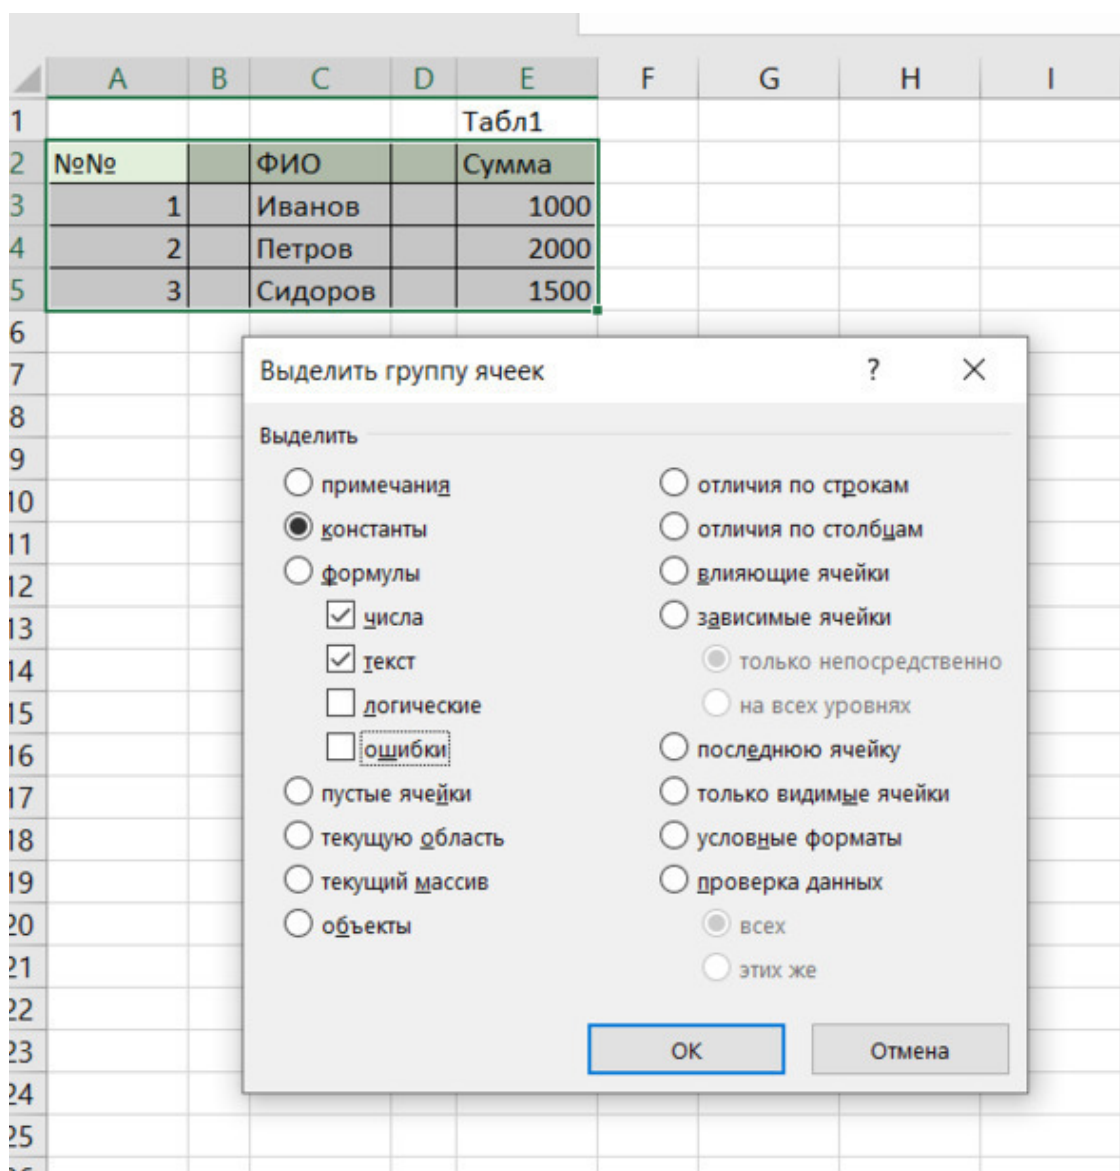 A B C D E F G H I
1 Табл1
2 №№ ФИО Сумма
3 1 Иванов 1000
4 2 Петров 2000
5 3 Сидоров 1500
6
7
8
9
10
11
12
13
14
15
16
17
18
19
20
21
22
23
24
25
Выделить группу ячеек ?
Выделить
примечания
константы
формулы
числа
текст
логические
ошибки
пустые ячейки
текущую область
текущий массив
объекты
отличия по строкам
отличия по столбцам
влияющие ячейки
зависимые ячейки
только непосредственно
на всех уровнях
последнюю ячейку
только видимые ячейки
условные форматы
проверка данных
всех
этих же
ОК Отмена